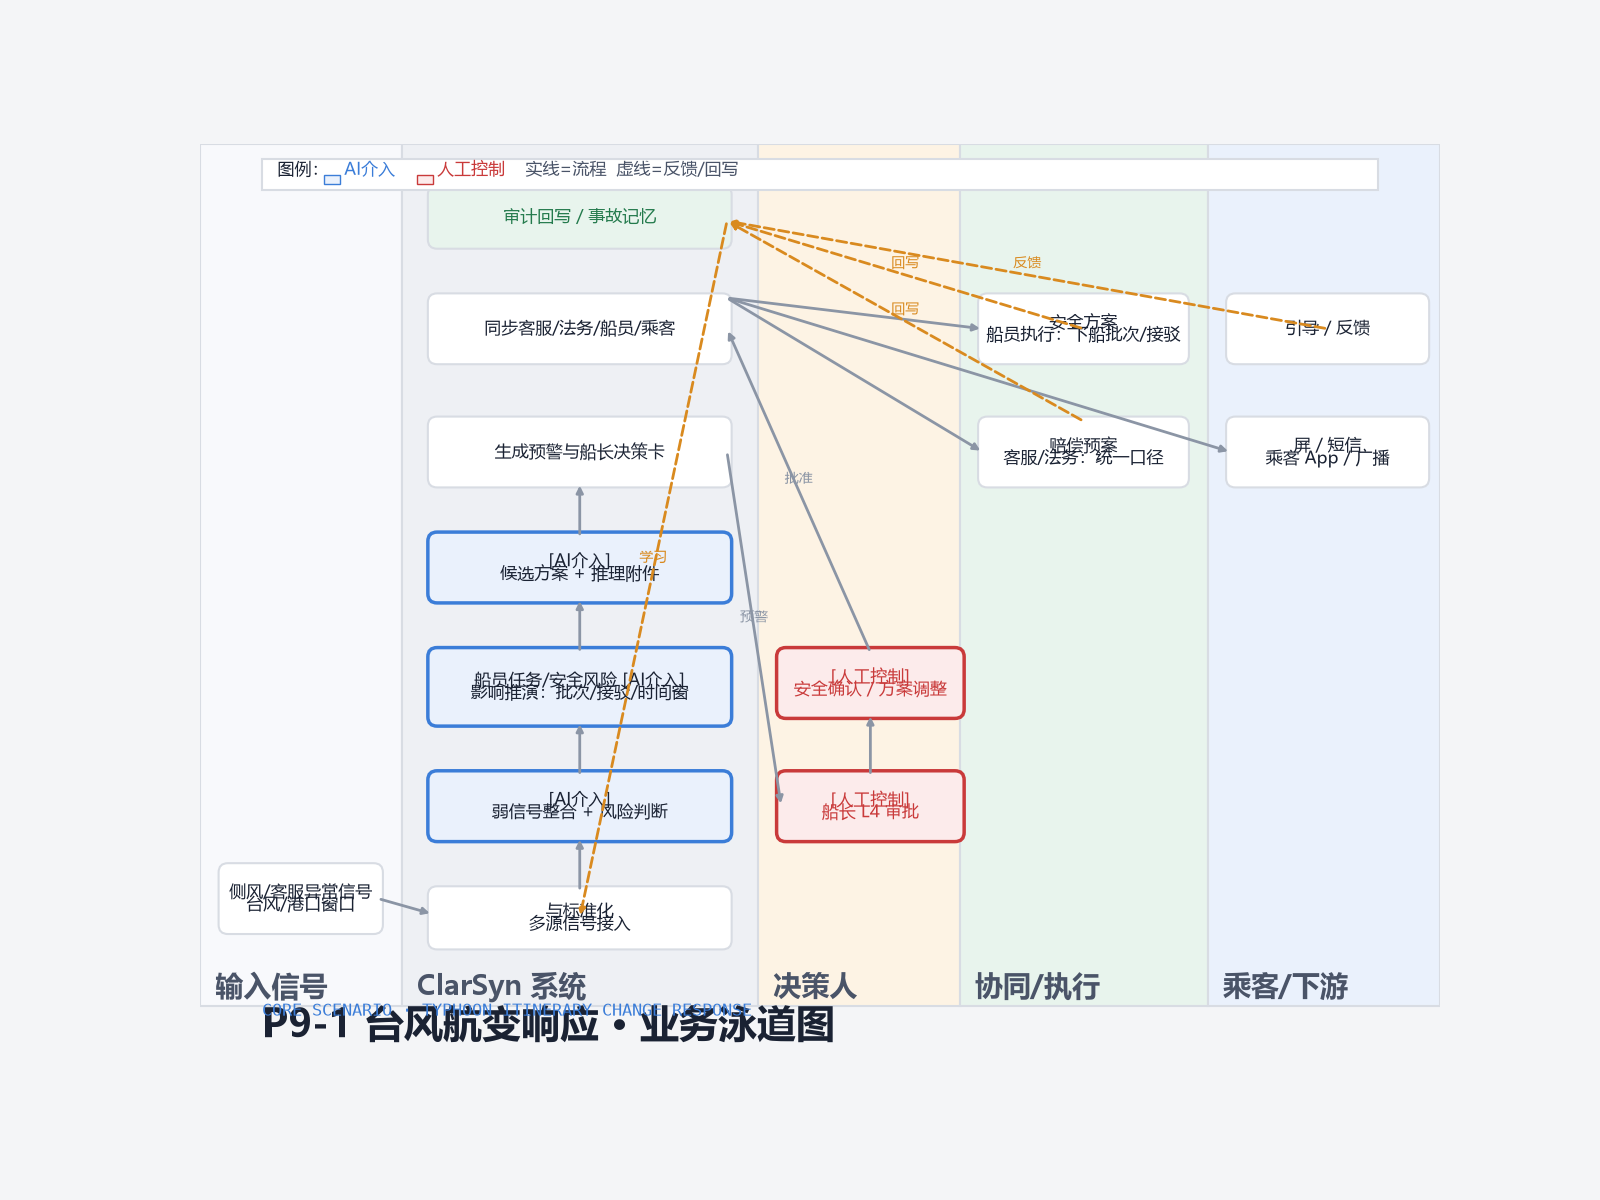 图例:
AI介入
人工控制
实线=流程 虚线=反馈/回写
审计回写 / 事故记忆
回写
反馈
回写
同步客服/法务/船员/乘客
安全方案
船员执行: 下船批次/接驳
引导 / 反馈
生成预警与船长决策卡
批准
赔偿预案
客服/法务: 统一口径
屏 / 短信
乘客 App / 广播
[AI介入]
候选方案 + 推理附件
学习
预警
船员任务/安全风险 [AI介入]
影响推演: 批次/接驳/时间窗
[人工控制]
安全确认 / 方案调整
[AI介入]
弱信号整合 + 风险判断
[人工控制]
船长 L4 审批
侧风/客服异常信号
台风/港口窗口
与标准化
多源信号接入
输入信号
ClarSyn 系统
决策人
协同/执行
乘客/下游
CORE SCENARIO · TYPHOON ITINERARY CHANGE RESPONSE
P9-1 台风航变响应 · 业务泳道图